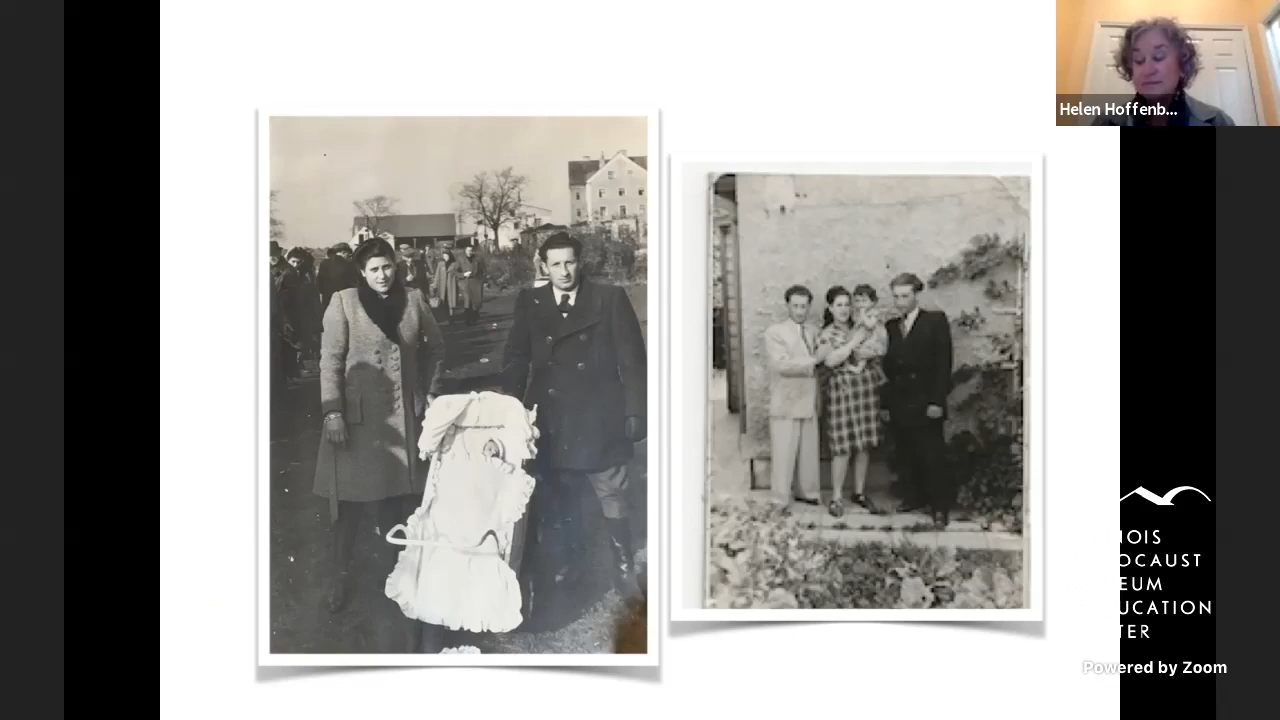 Helen Hoffenb...
NOIS
OCAUST
EUM
UCATION
TER
Powered by Zoom